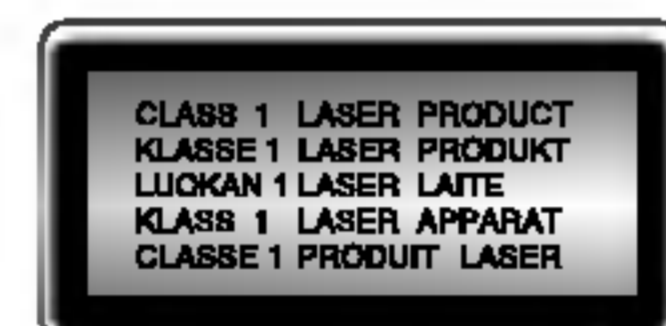 CLASS 1 LASER PRODUCT
KLASSE 1 LASER PRODUKT
LUOKAN 1 LASER LAITE
KLASS 1 LASER APPARAT
CLASSE 1 PRODUIT LASER